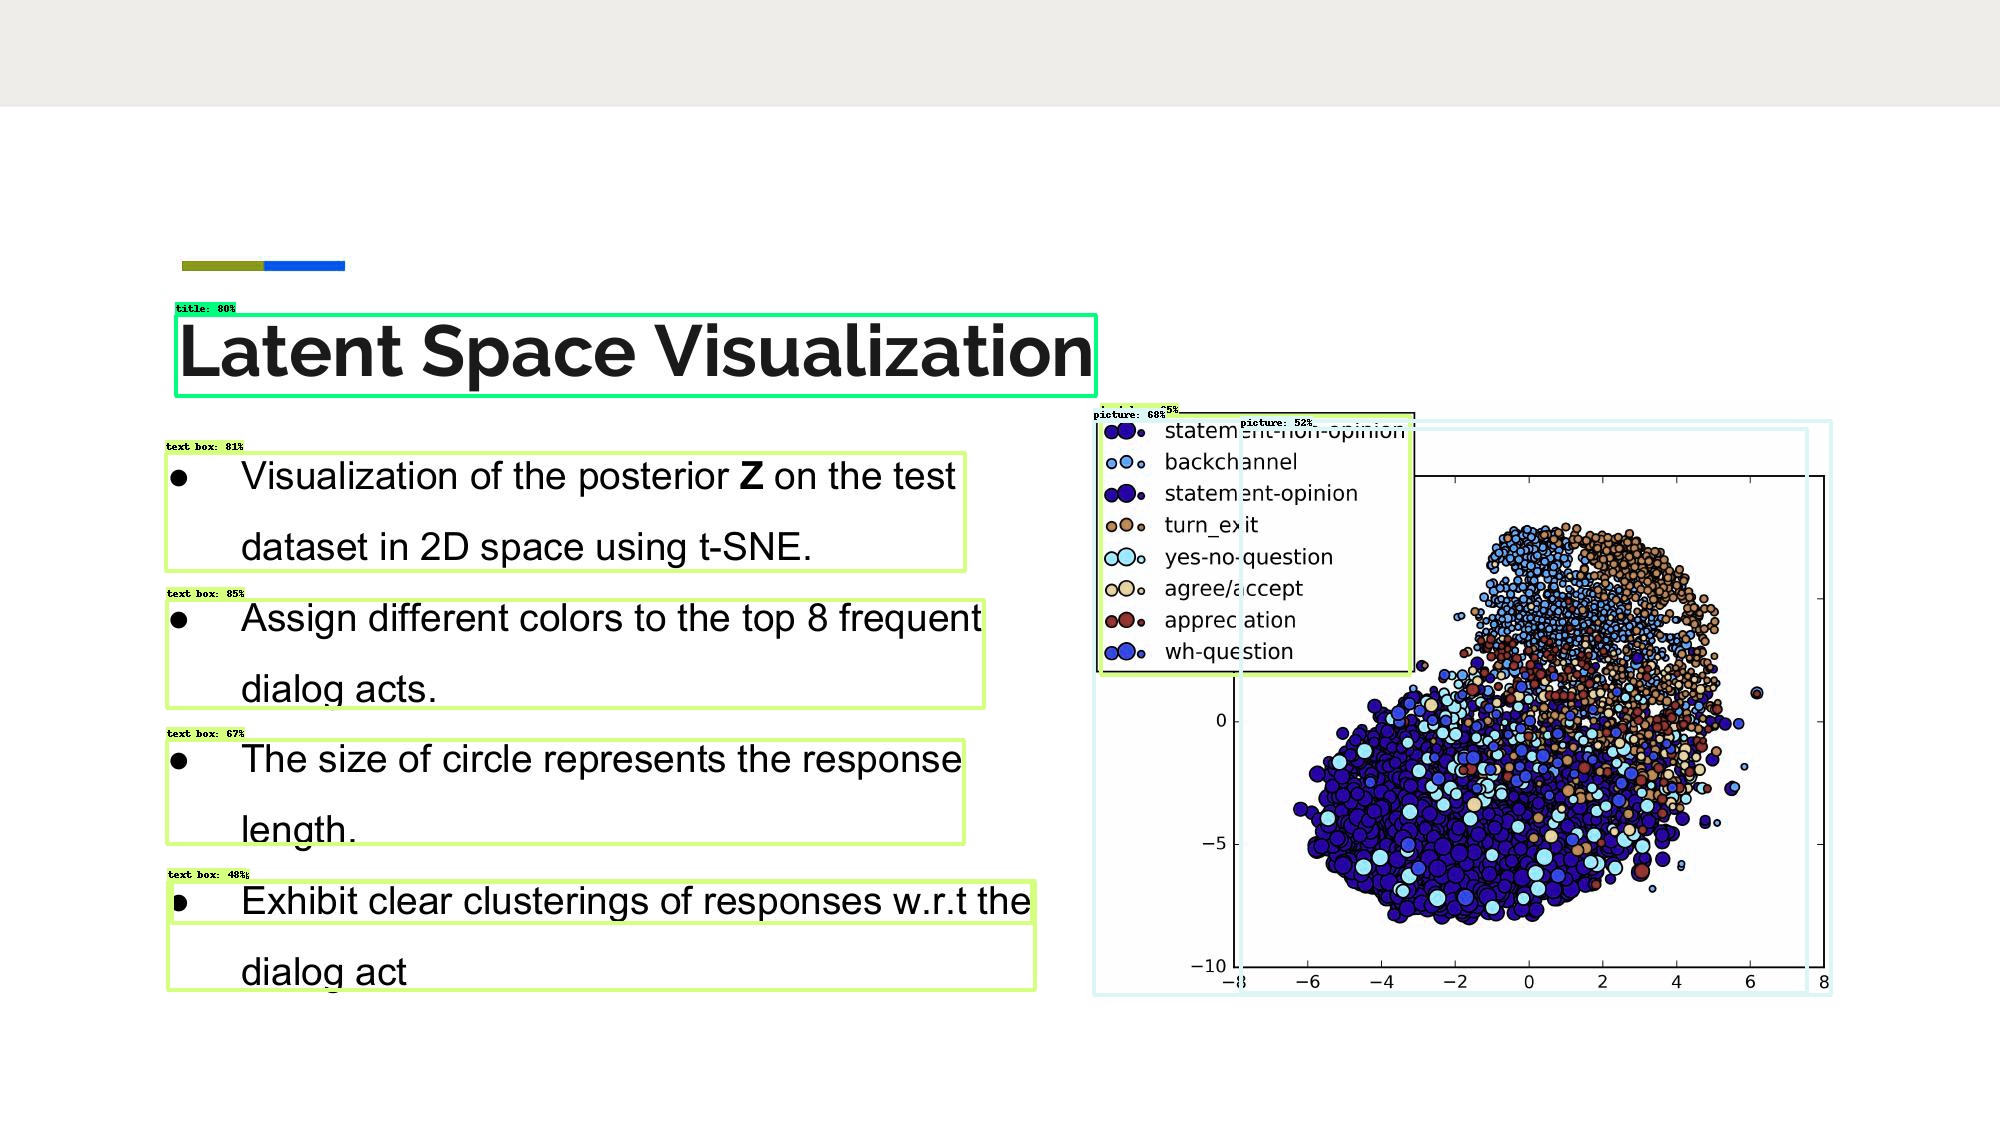 title: 80%
Latent Space Visualization
text box: 81%
● Visualization of the posterior Z on the test
dataset in 2D space using t-SNE.
text box: 85%
● Assign different colors to the top 8 frequent
dialog acts.
text box: 67%
● The size of circle represents the response
length.
text box: 48%
● Exhibit clear clusterings of responses w.r.t the
dialog act
picture: 68%
picture: 52%
statement-non-opinion
backchannel
statement-opinion
turn_exit
yes-no-question
agree/accept
appreciation
wh-question
0
−5
−10
−8 −6 −4 −2 0 2 4 6 8